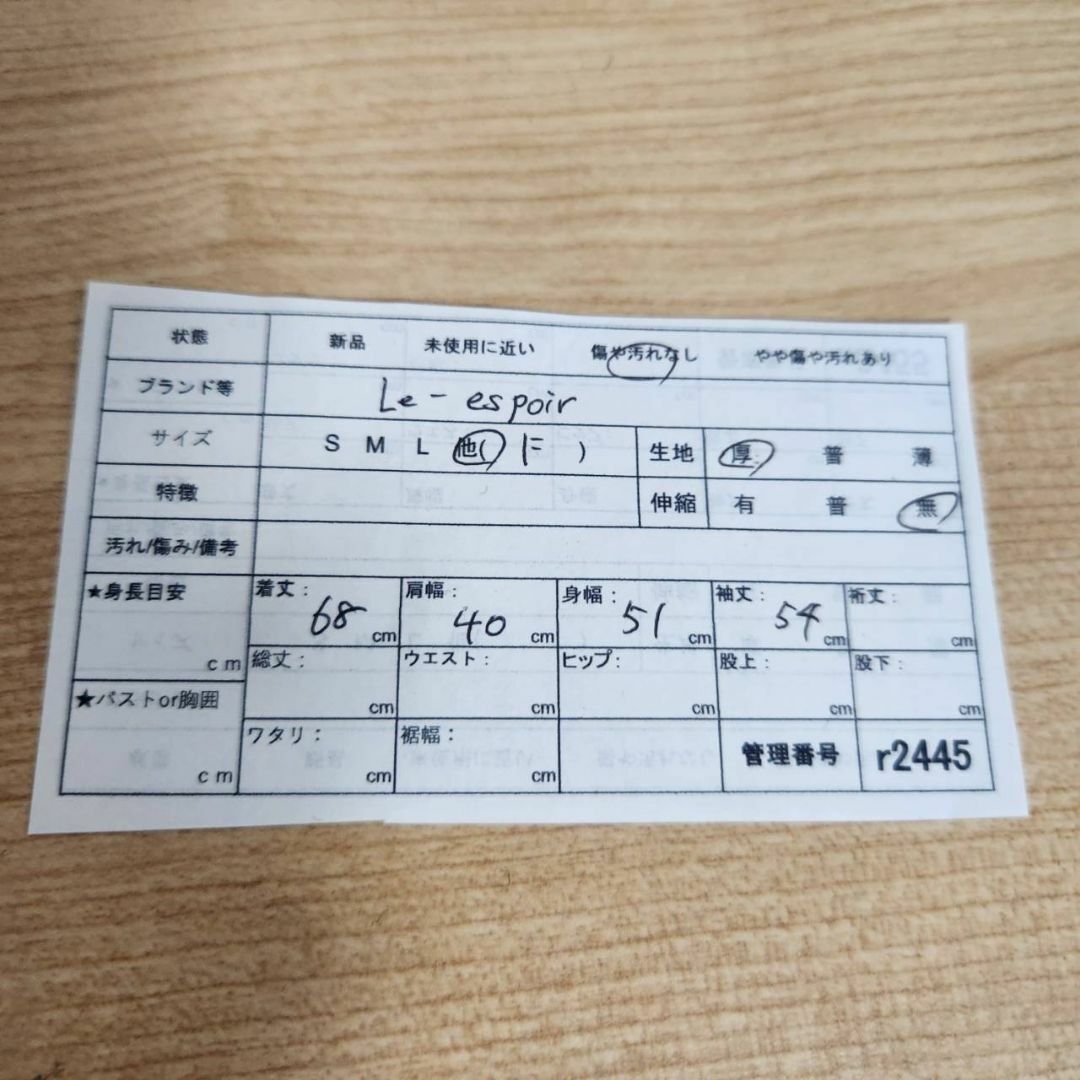 状態 新品 未使用に近い 傷や汚れなし やや傷や汚れあり
ブランド等 Le-espoir
サイズ S M L 他( ) 生地 厚 普 薄
特徴 伸縮 有 普 無
汚れ/傷み/備考
★身長目安 cm 着丈: 68 cm 肩幅: 40 cm 身幅: 51 cm 袖丈: 54 cm 裄丈: cm
総丈: cm ウエスト: cm ヒップ: cm 股上: cm 股下: cm
★バストor胸囲 cm ワタリ: cm 裾幅: cm 管理番号 r2445